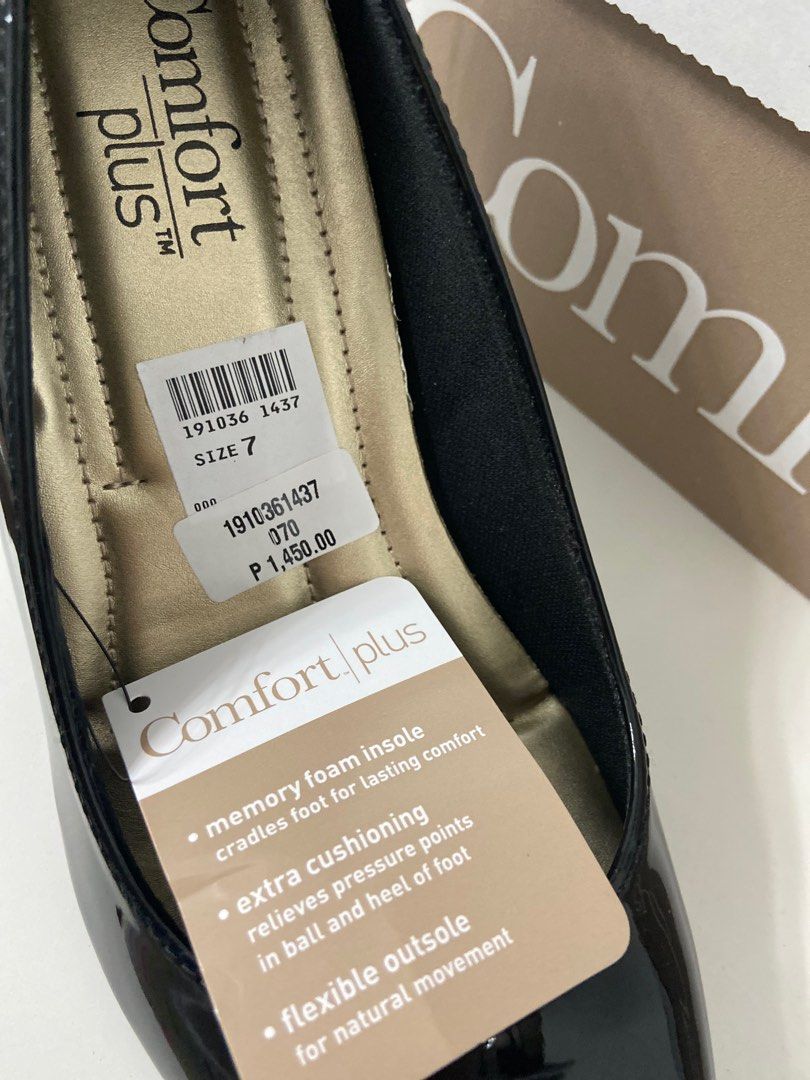 Comfort
plus™
Com
191036 1437
SIZE 7
000
1910361437
070
P 1,450.00
Comfort plus
• memory foam insole
cradles foot for lasting comfort
• extra cushioning
relieves pressure points
in ball and heel of foot
• flexible outsole
for natural movement